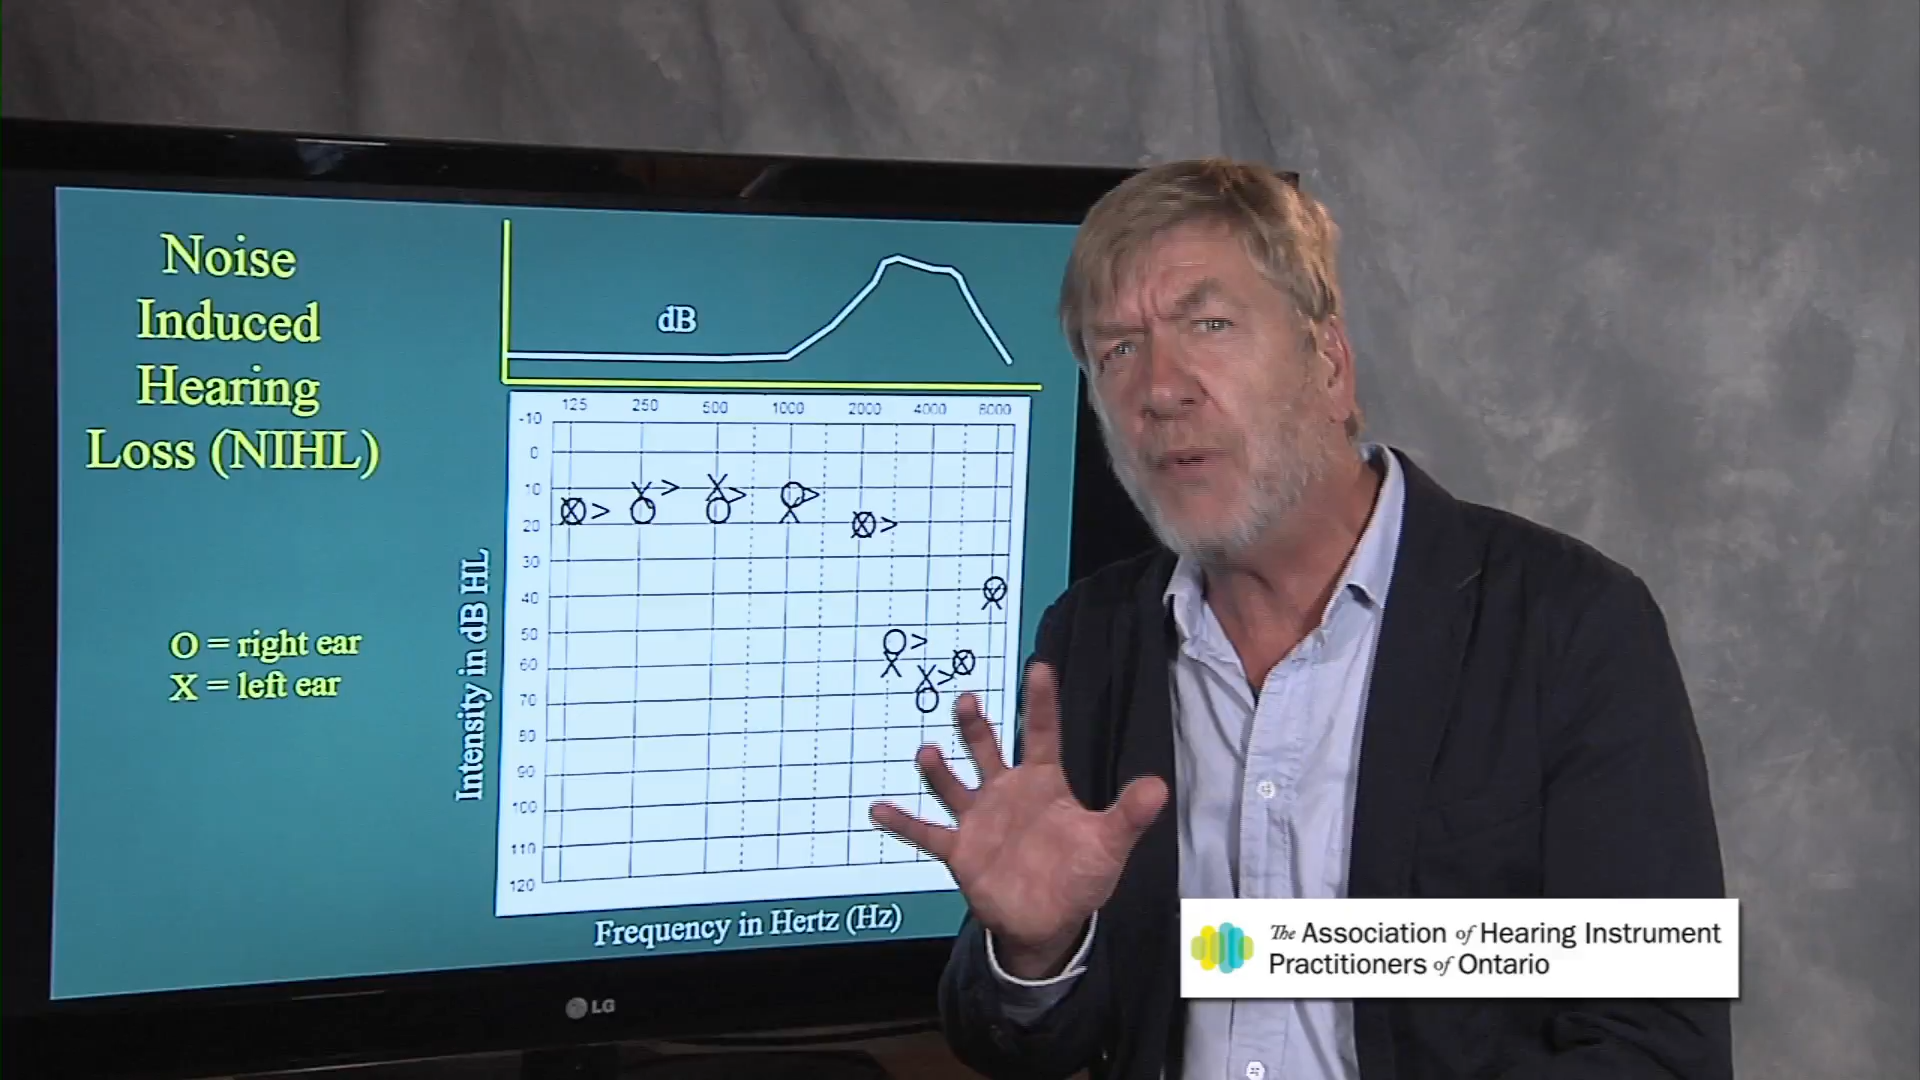 Noise
Induced
Hearing
Loss (NIHL)
O = right ear
X = left ear
dB
125 250 500 1000 2000 4000 8000
-10
0
10
20
30
40
50
60
70
80
90
100
110
120
Intensity in dB HL
Frequency in Hertz (Hz)
LG
The Association of Hearing Instrument
Practitioners of Ontario